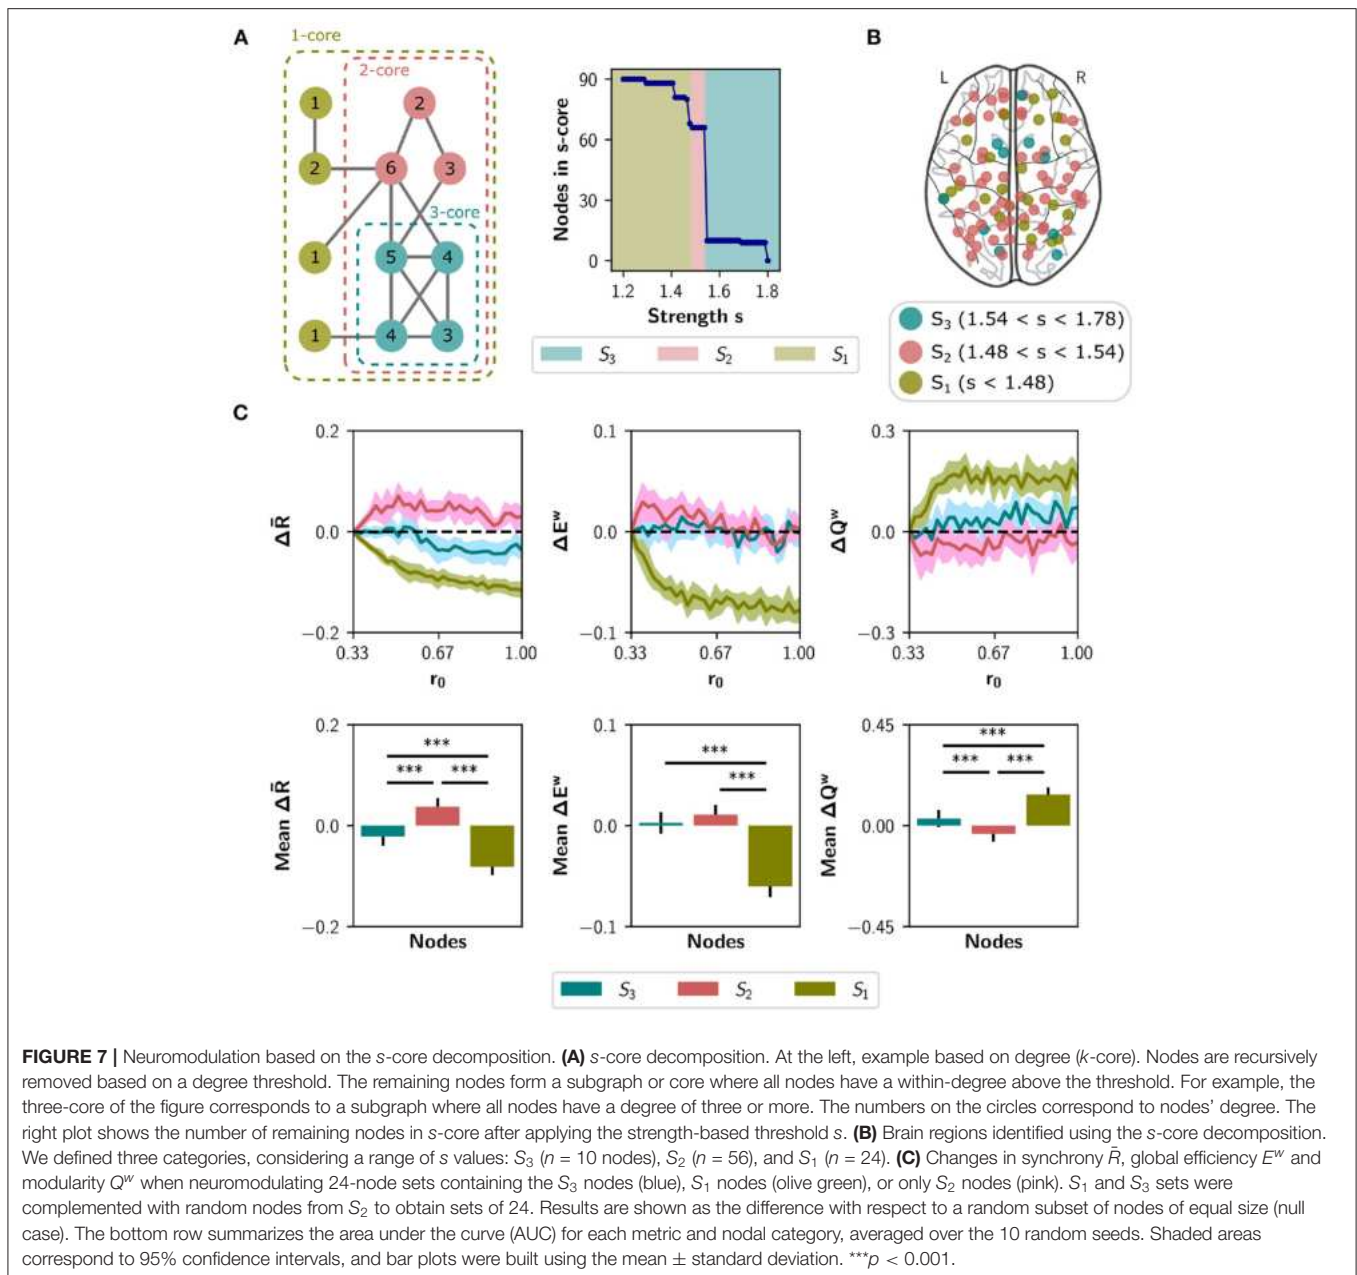 A
1-core
2-core
1
2
2
6
3
3-core
1
5
4
1
4
3
90
60
30
0
Nodes in s-core
1.2 1.4 1.6 1.8
Strength s
S3 S2 S1
B
L R
S3 (1.54 < s < 1.78)
S2 (1.48 < s < 1.54)
S1 (s < 1.48)
C
0.2
0.0
−0.2
ΔR̄
0.33 0.67 1.00
r0
0.1
0.0
−0.1
ΔEʷ
0.33 0.67 1.00
r0
0.3
0.0
−0.3
ΔQʷ
0.33 0.67 1.00
r0
0.2
0.0
−0.2
Mean ΔR̄
***
*** ***
Nodes
0.1
0.0
−0.1
Mean ΔEʷ
***
***
Nodes
0.45
0.00
−0.45
Mean ΔQʷ
***
*** ***
Nodes
S3 S2 S1
FIGURE 7 | Neuromodulation based on the s-core decomposition. (A) s-core decomposition. At the left, example based on degree (k-core). Nodes are recursively
removed based on a degree threshold. The remaining nodes form a subgraph or core where all nodes have a within-degree above the threshold. For example, the
three-core of the figure corresponds to a subgraph where all nodes have a degree of three or more. The numbers on the circles correspond to nodes' degree. The
right plot shows the number of remaining nodes in s-core after applying the strength-based threshold s. (B) Brain regions identified using the s-core decomposition.
We defined three categories, considering a range of s values: S3 (n = 10 nodes), S2 (n = 56), and S1 (n = 24). (C) Changes in synchrony R̄, global efficiency Eʷ and
modularity Qʷ when neuromodulating 24-node sets containing the S3 nodes (blue), S1 nodes (olive green), or only S2 nodes (pink). S1 and S3 sets were
complemented with random nodes from S2 to obtain sets of 24. Results are shown as the difference with respect to a random subset of nodes of equal size (null
case). The bottom row summarizes the area under the curve (AUC) for each metric and nodal category, averaged over the 10 random seeds. Shaded areas
correspond to 95% confidence intervals, and bar plots were built using the mean ± standard deviation. ***p < 0.001.